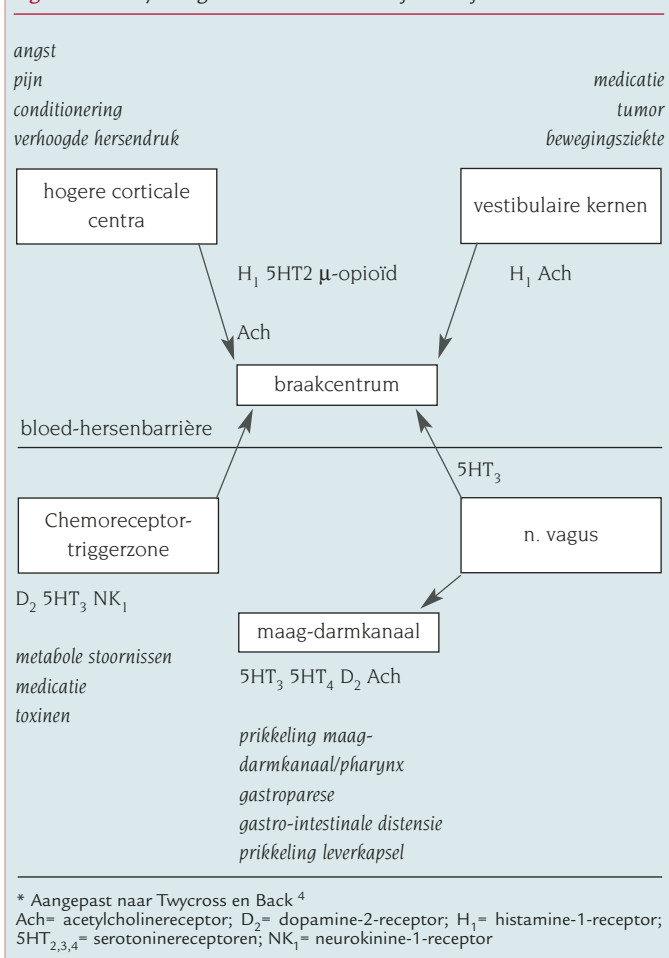 angst
pijn
conditionering
verhoogde hersendruk
medicatie
tumor
bewegingsziekte
hogere corticale
centra
vestibulaire kernen
H₁ 5HT2 μ-opioïd
H₁ Ach
Ach
braakcentrum
bloed-hersenbarrière
5HT₃
Chemoreceptor-
triggerzone
n. vagus
D₂ 5HT₃ NK₁
maag-darmkanaal
metabole stoornissen
medicatie
toxinen
5HT₃ 5HT₄ D₂ Ach
prikkeling maag-
darmkanaal/pharynx
gastroparese
gastro-intestinale distensie
prikkeling leverkapsel
* Aangepast naar Twycross en Back ⁴
Ach= acetylcholinereceptor; D₂= dopamine-2-receptor; H₁= histamine-1-receptor;
5HT₂,₃,₄= serotoninereceptoren; NK₁= neurokinine-1-receptor